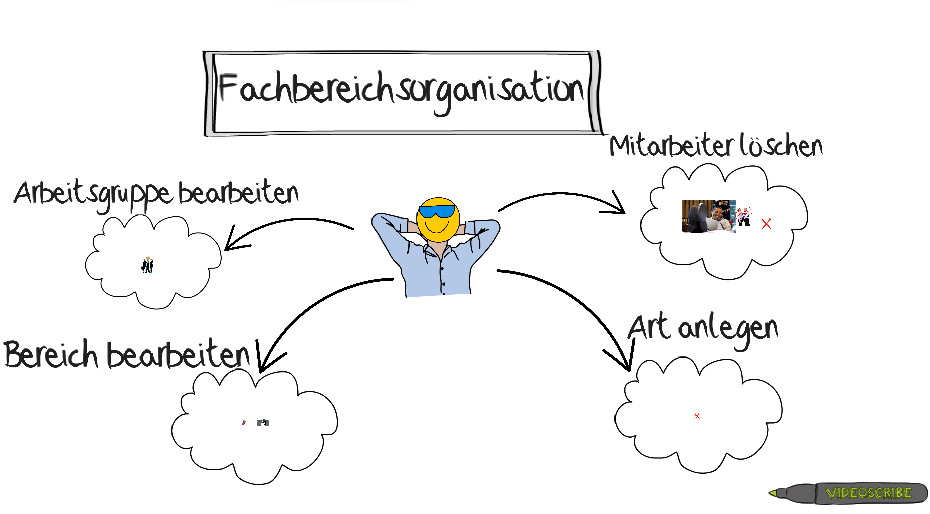 Fachbereichsorganisation
Mitarbeiter löschen
Arbeitsgruppe bearbeiten
Art anlegen
Bereich bearbeiten
VIDEOSCRIBE